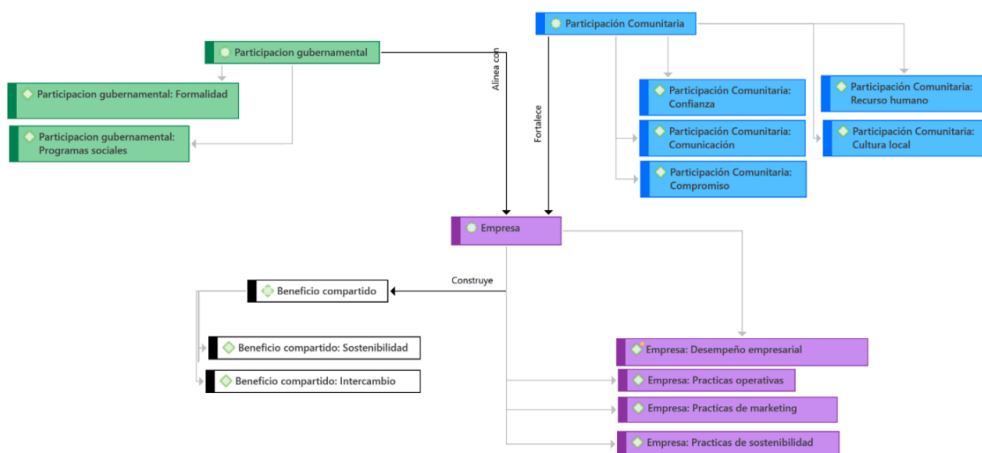 Participación Comunitaria
Participacion gubernamental
Alinea con
Fortalece
Participacion gubernamental: Formalidad
Participacion gubernamental:
Programas sociales
Participación Comunitaria:
Confianza
Participación Comunitaria:
Recurso humano
Participación Comunitaria:
Comunicación
Participación Comunitaria:
Cultura local
Participación Comunitaria:
Compromiso
Empresa
Construye
Beneficio compartido
Beneficio compartido: Sostenibilidad
Beneficio compartido: Intercambio
Empresa: Desempeño empresarial
Empresa: Practicas operativas
Empresa: Practicas de marketing
Empresa: Practicas de sostenibilidad